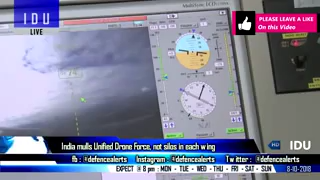 IDU
LIVE
PLEASE LEAVE A LIKE
On this Video
India mulls Unified Drone Force, not silos in each wing
HD
IDU
fb : @defencealerts Instagram : @defencealerts Twitter : @defencealerts
EXPECT @ 8 pm : MON - TUE - WED - THU - FRI - SAT - SUN
8-10-2018